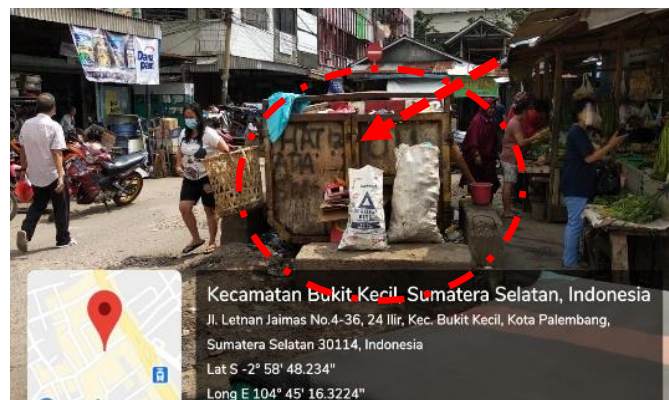 Kecamatan Bukit Kecil, Sumatera Selatan, Indonesia
Jl. Letnan Jaimas No.4-36, 24 Ilir, Kec. Bukit Kecil, Kota Palembang,
Sumatera Selatan 30114, Indonesia
Lat S -2° 58' 48.234"
Long E 104° 45' 16.3224"